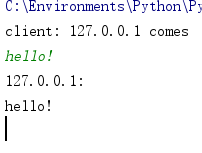 C:\Environments\Python\Py
client: 127.0.0.1 comes
hello!
127.0.0.1:
hello!